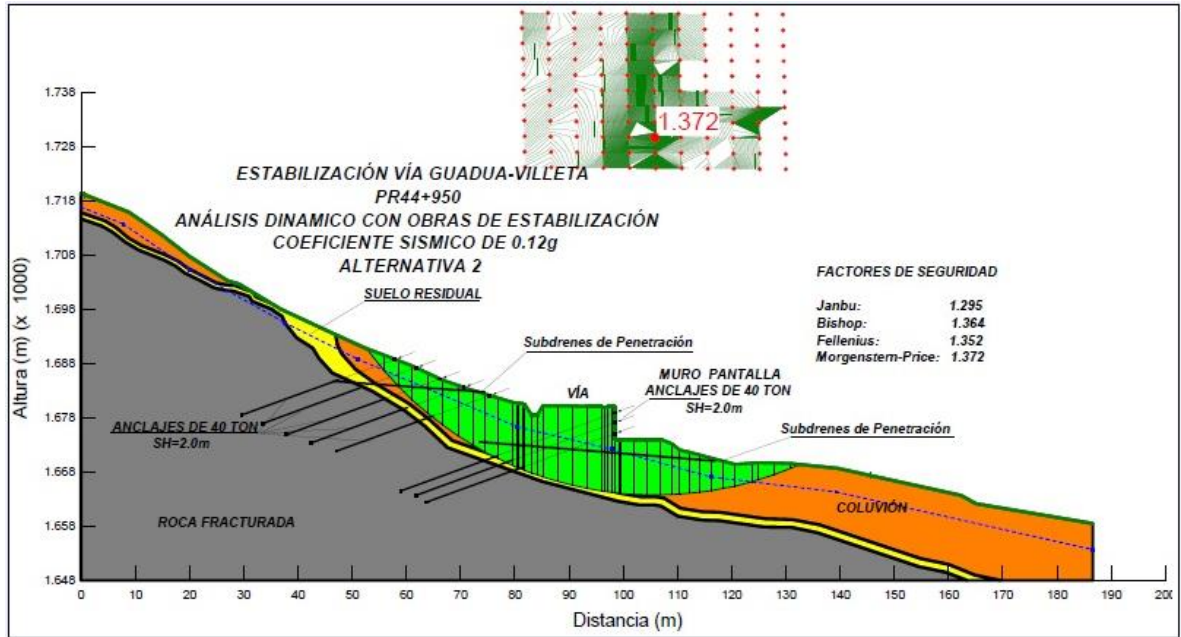 1.372
ESTABILIZACIÓN VÍA GUADUA-VILLETA
PR44+950
ANÁLISIS DINAMICO CON OBRAS DE ESTABILIZACIÓN
COEFICIENTE SISMICO DE 0.12g
ALTERNATIVA 2
SUELO RESIDUAL
FACTORES DE SEGURIDAD
Janbu: 1.295
Bishop: 1.364
Fellenius: 1.352
Morgenstern-Price: 1.372
Subdrenes de Penetración
VÍA
MURO PANTALLA
ANCLAJES DE 40 TON
SH=2.0m
ANCLAJES DE 40 TON
SH=2.0m
Subdrenes de Penetración
COLUVIÓN
ROCA FRACTURADA
Altura (m) (x 1000)
1.738
1.728
1.718
1.708
1.698
1.688
1.678
1.668
1.658
1.648
0 10 20 30 40 50 60 70 80 90 100 110 120 130 140 150 160 170 180 190 20
Distancia (m)